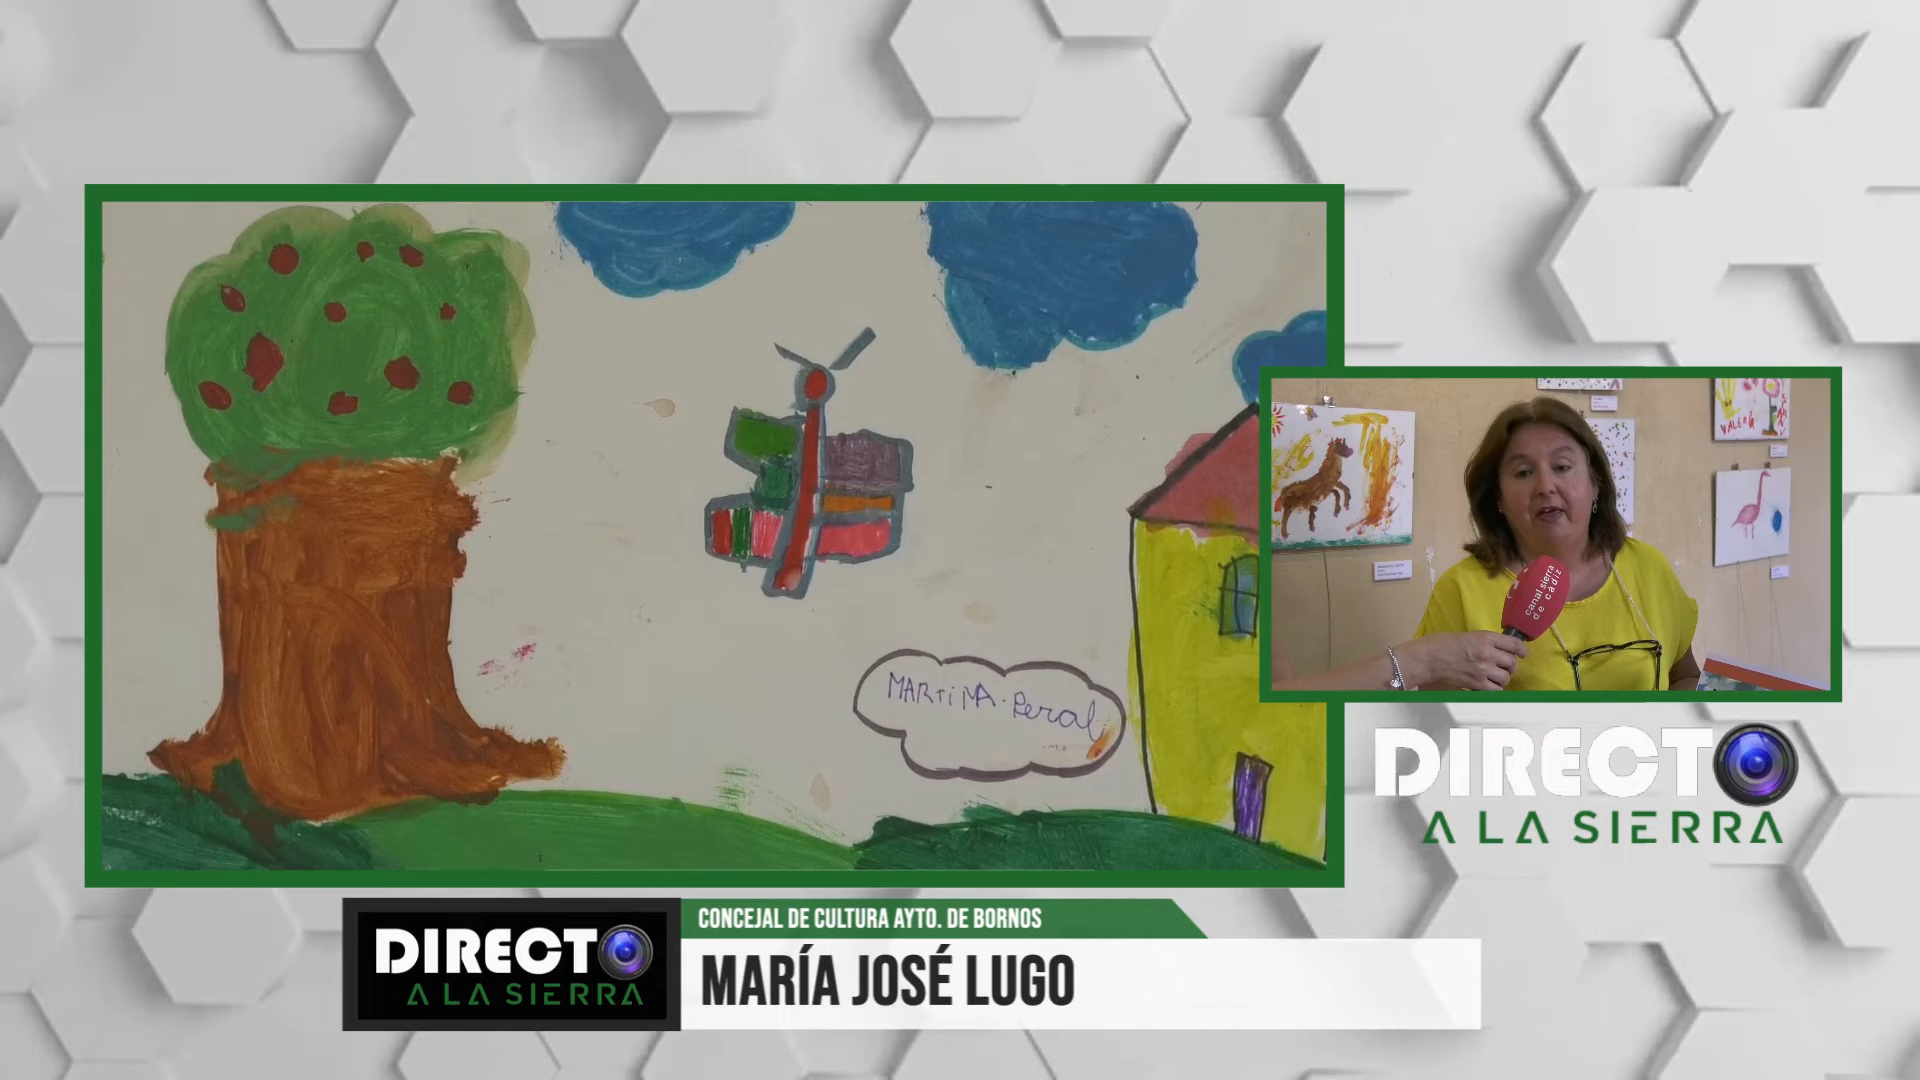 MARTiNA. Peral
VALERIA
canal sierra
de cádiz
DIRECTO
A LA SIERRA
DIRECTO
A LA SIERRA
CONCEJAL DE CULTURA AYTO. DE BORNOS
MARÍA JOSÉ LUGO